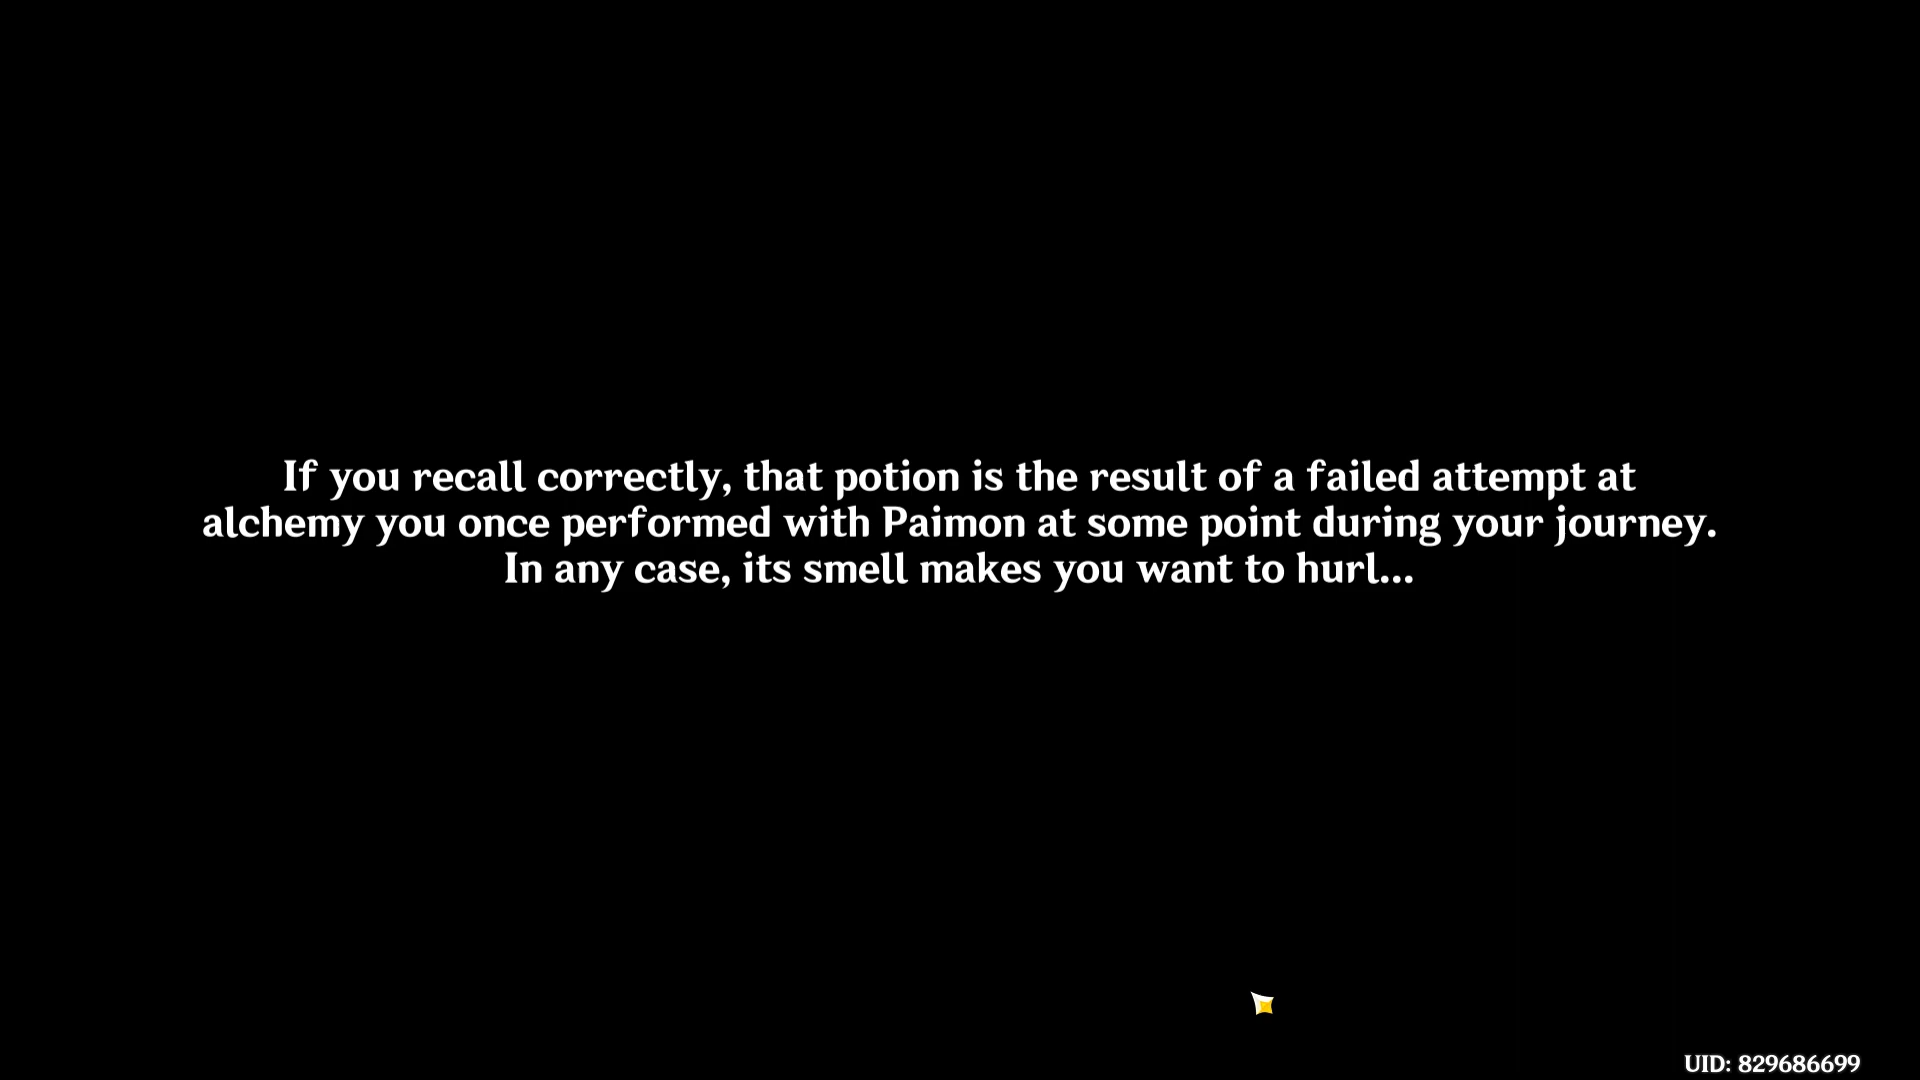 If you recall correctly, that potion is the result of a failed attempt at
alchemy you once performed with Paimon at some point during your journey.
In any case, its smell makes you want to hurl...
UID: 829686699